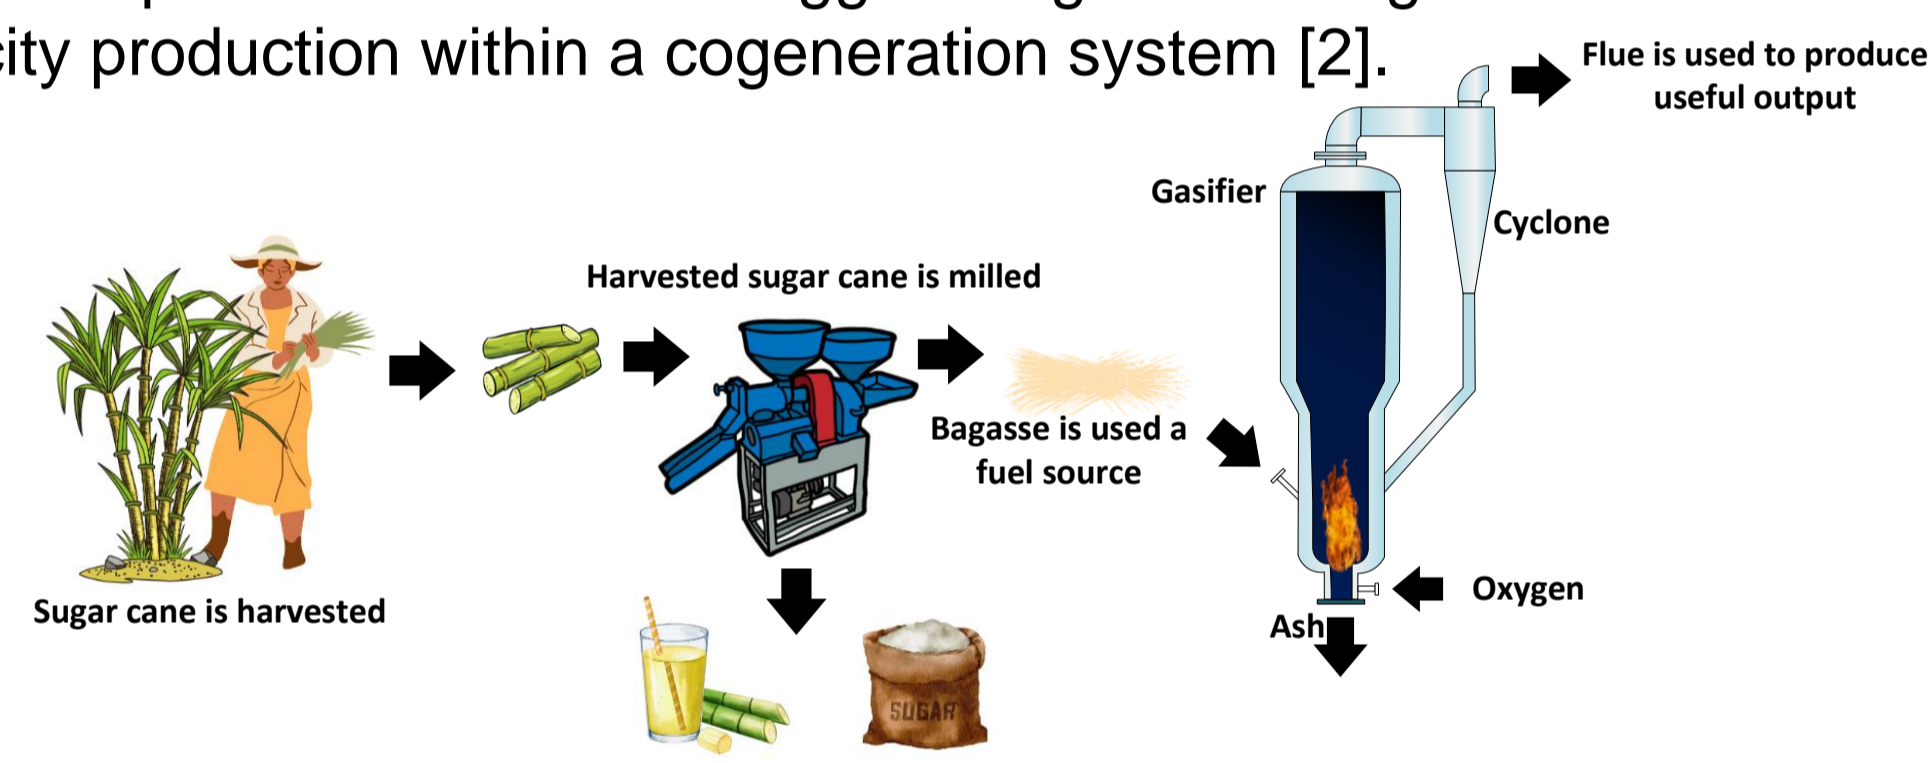 city production within a cogeneration system [2].
Flue is used to produce
useful output
Gasifier
Cyclone
Harvested sugar cane is milled
Bagasse is used a
fuel source
Sugar cane is harvested
Oxygen
Ash
SUGAR